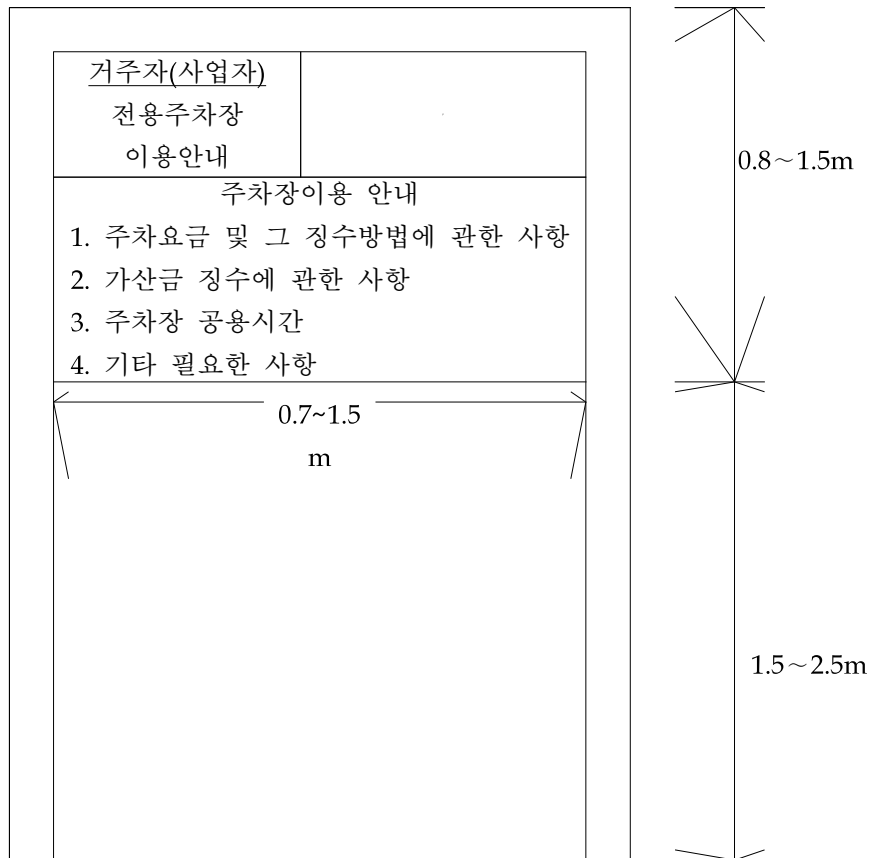 거주자(사업자)
전용주차장
이용안내
주차장이용 안내
1. 주차요금 및 그 징수방법에 관한 사항
2. 가산금 징수에 관한 사항
3. 주차장 공용시간
4. 기타 필요한 사항
0.7~1.5
m
0.8～1.5m
1.5～2.5m